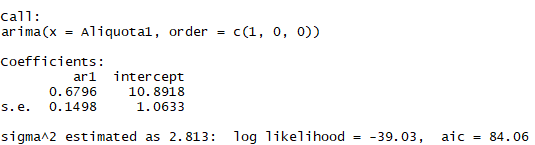 Call:
arima(x = Aliquota1, order = c(1, 0, 0))
Coefficients:
ar1 intercept
0.6796 10.8918
s.e. 0.1498 1.0633
sigma^2 estimated as 2.813: log likelihood = -39.03, aic = 84.06